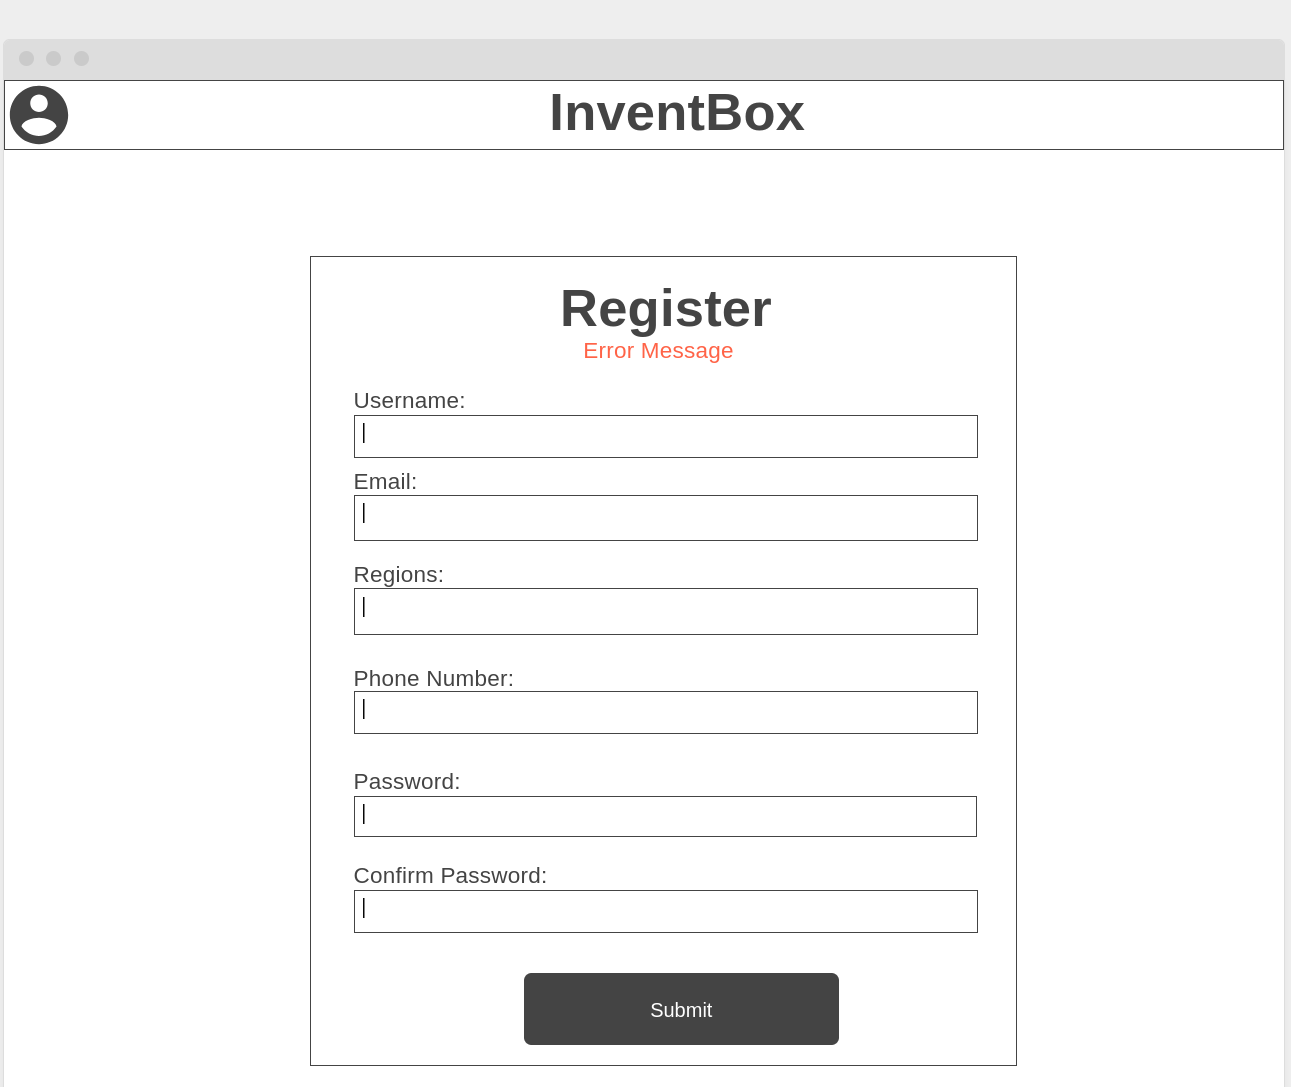 InventBox
Register
Error Message
Username:
Email:
Regions:
Phone Number:
Password:
Confirm Password:
Submit